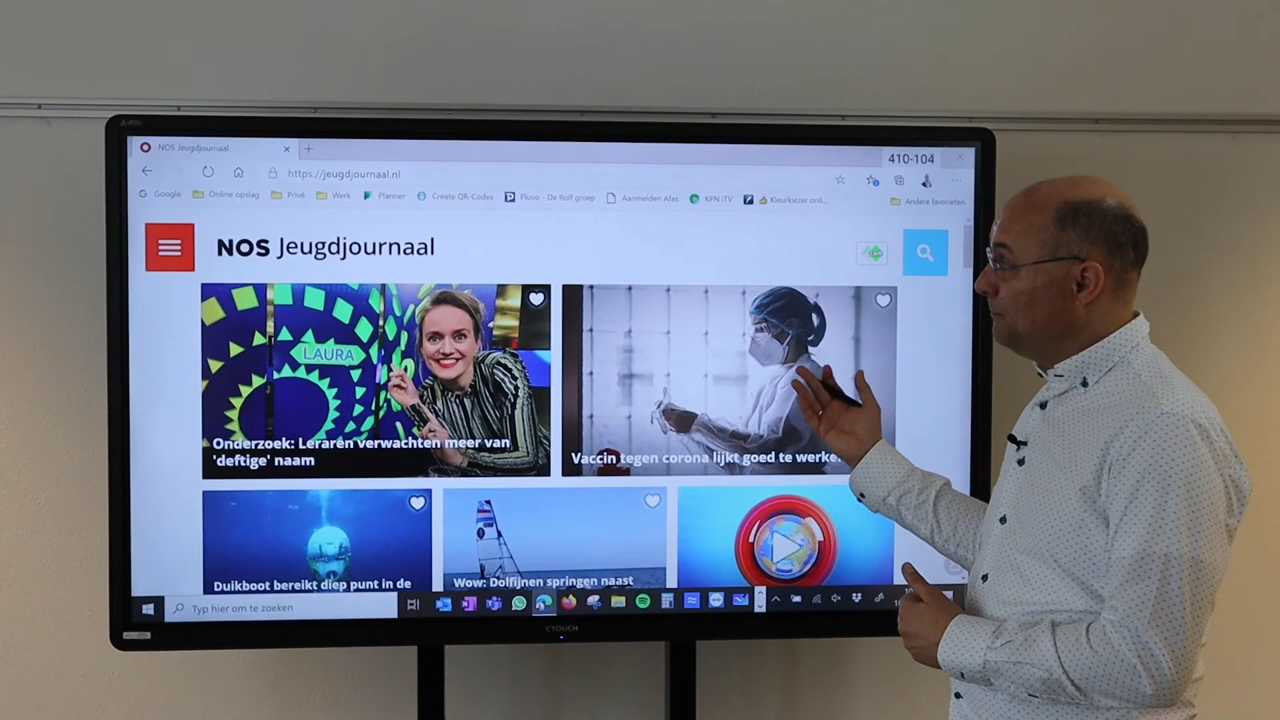 NOS Jeugdjournaal
410-104
https://jeugdjournaal.nl
Google Online opslag Privé Werk Planner Create QR-Codes Pluvo - De Rolf groep Aanmelden Afas KPN iTV Kleurkiezer onli... Andere favorieten
NOS Jeugdjournaal
LAURA
Onderzoek: Leraren verwachten meer van
'deftige' naam
Vaccin tegen corona lijkt goed te werke
Duikboot bereikt diep punt in de
Wow: Dolfijnen springen naast
Typ hier om te zoeken
CTOUCH